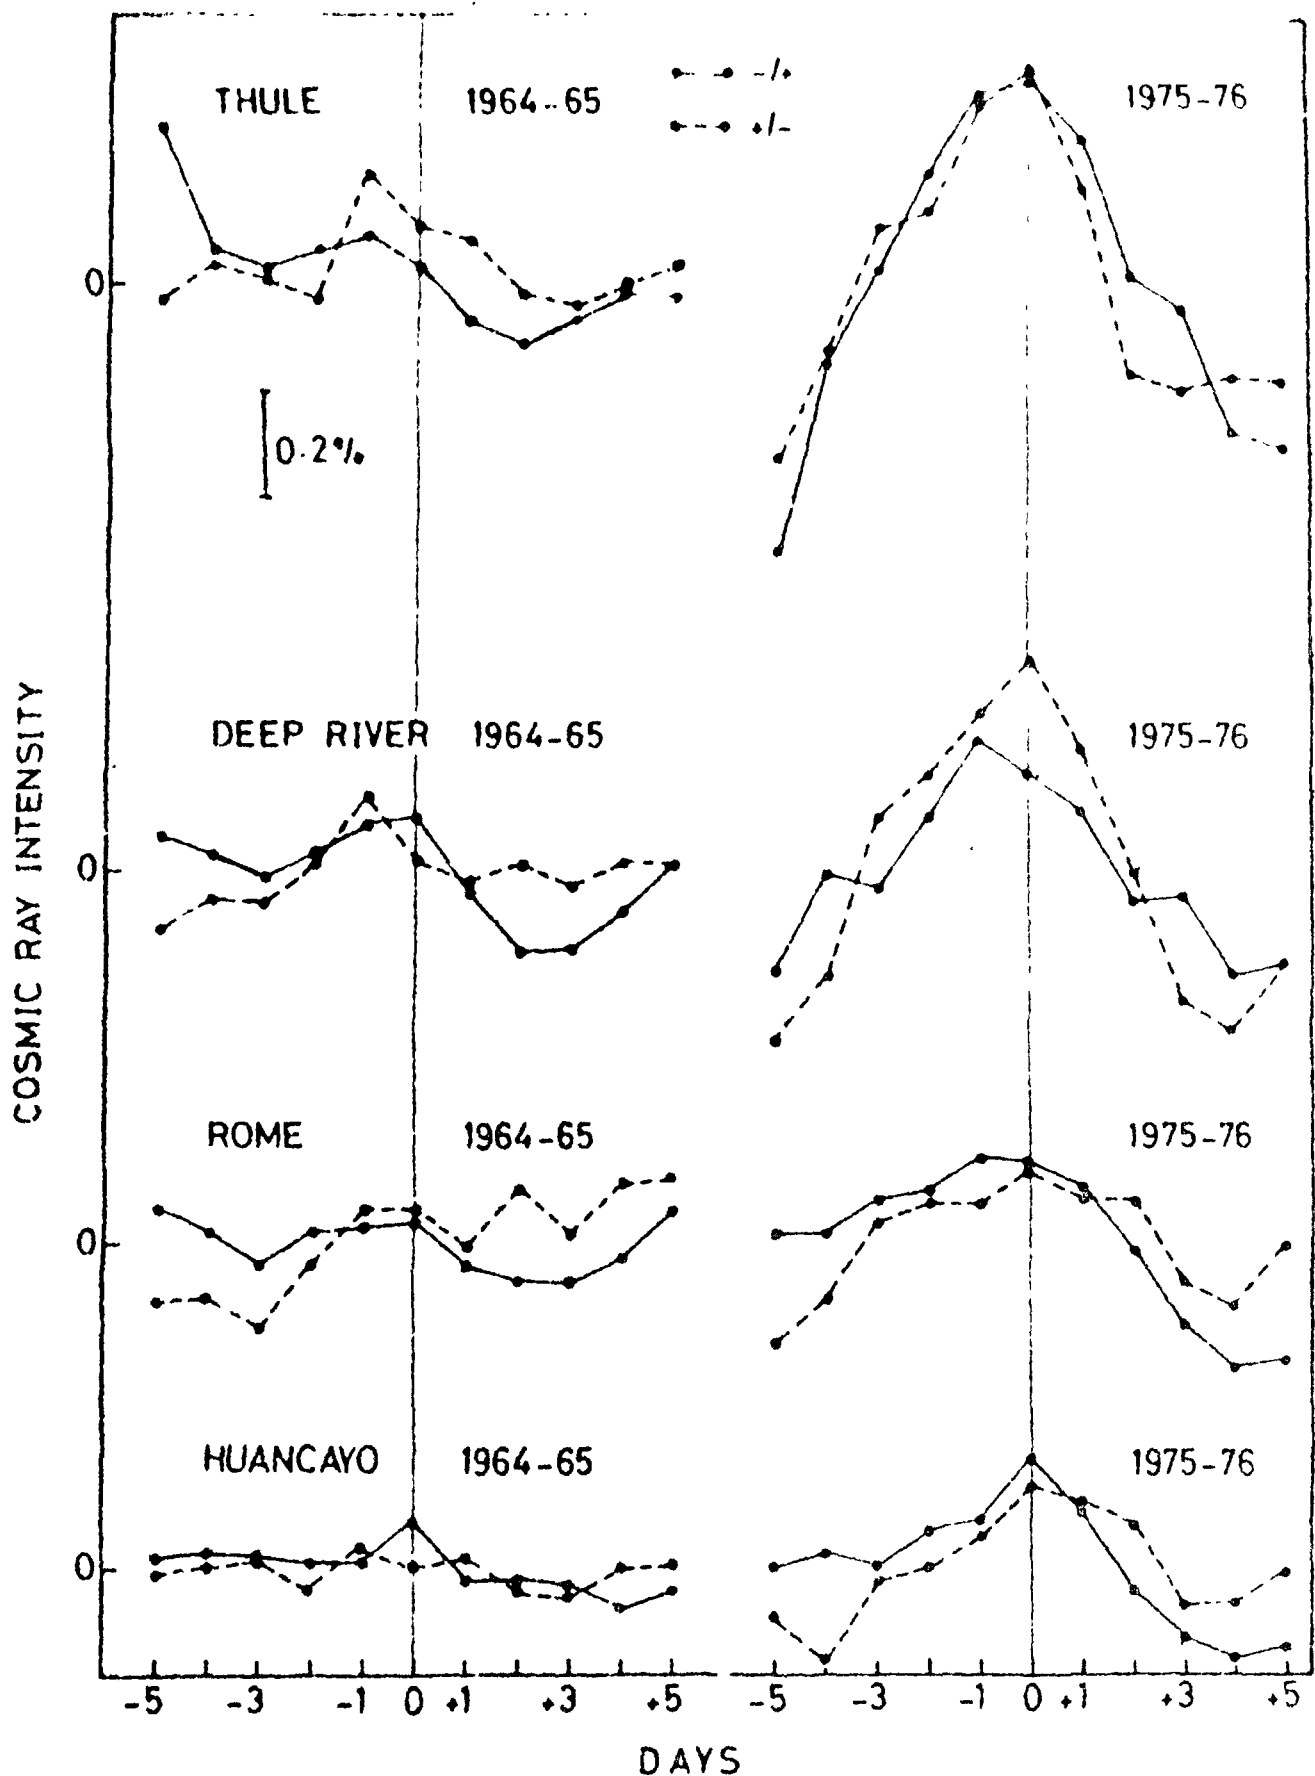 THULE 1964-65 -/+ 1975-76
+/-
0
0.2%
DEEP RIVER 1964-65 1975-76
0
COSMIC RAY INTENSITY
ROME 1964-65 1975-76
0
HUANCAYO 1964-65 1975-76
0
-5 -3 -1 0 +1 +3 +5 -5 -3 -1 0 +1 +3 +5
DAYS